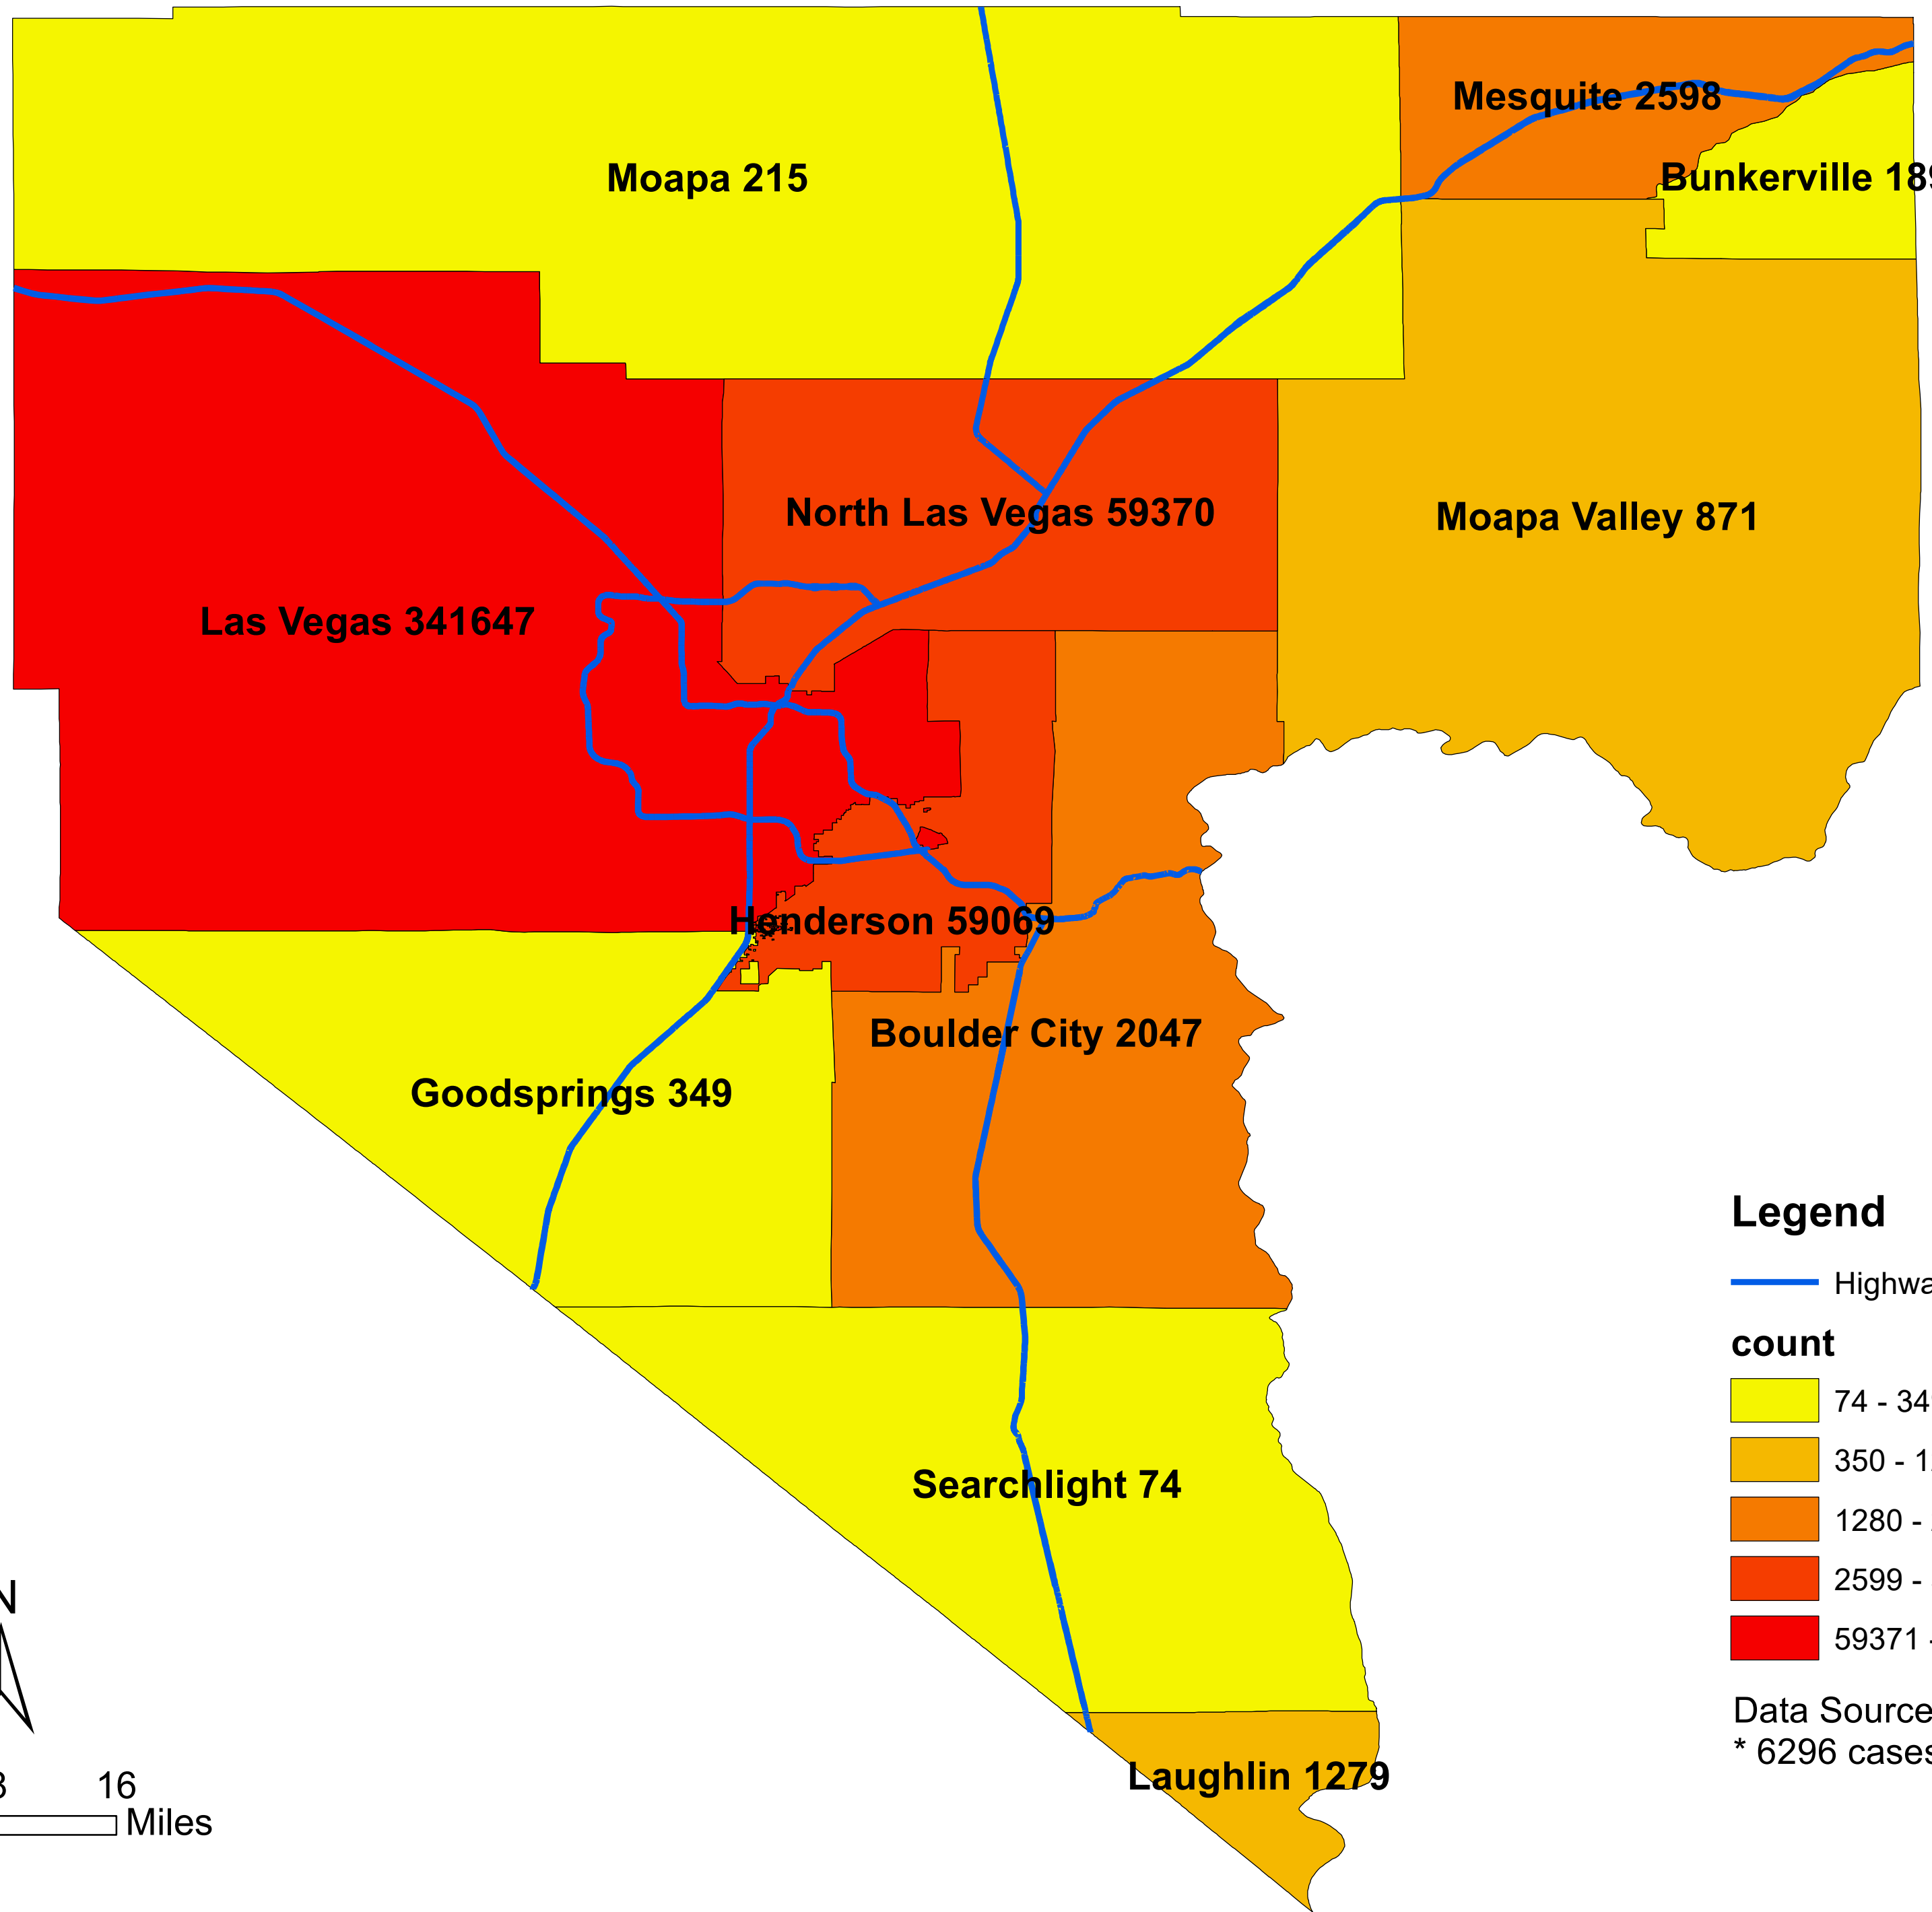 Mesquite 2598
Moapa 215
Bunkerville 189
North Las Vegas 59370
Moapa Valley 871
Las Vegas 341647
Henderson 59069
Boulder City 2047
Goodsprings 349
Legend
Highwa
count
74 - 34
350 - 1
Searchlight 74
1280 -
2599 -
N
59371 -
Data Source
* 6296 cases
Laughlin 1279
16
Miles